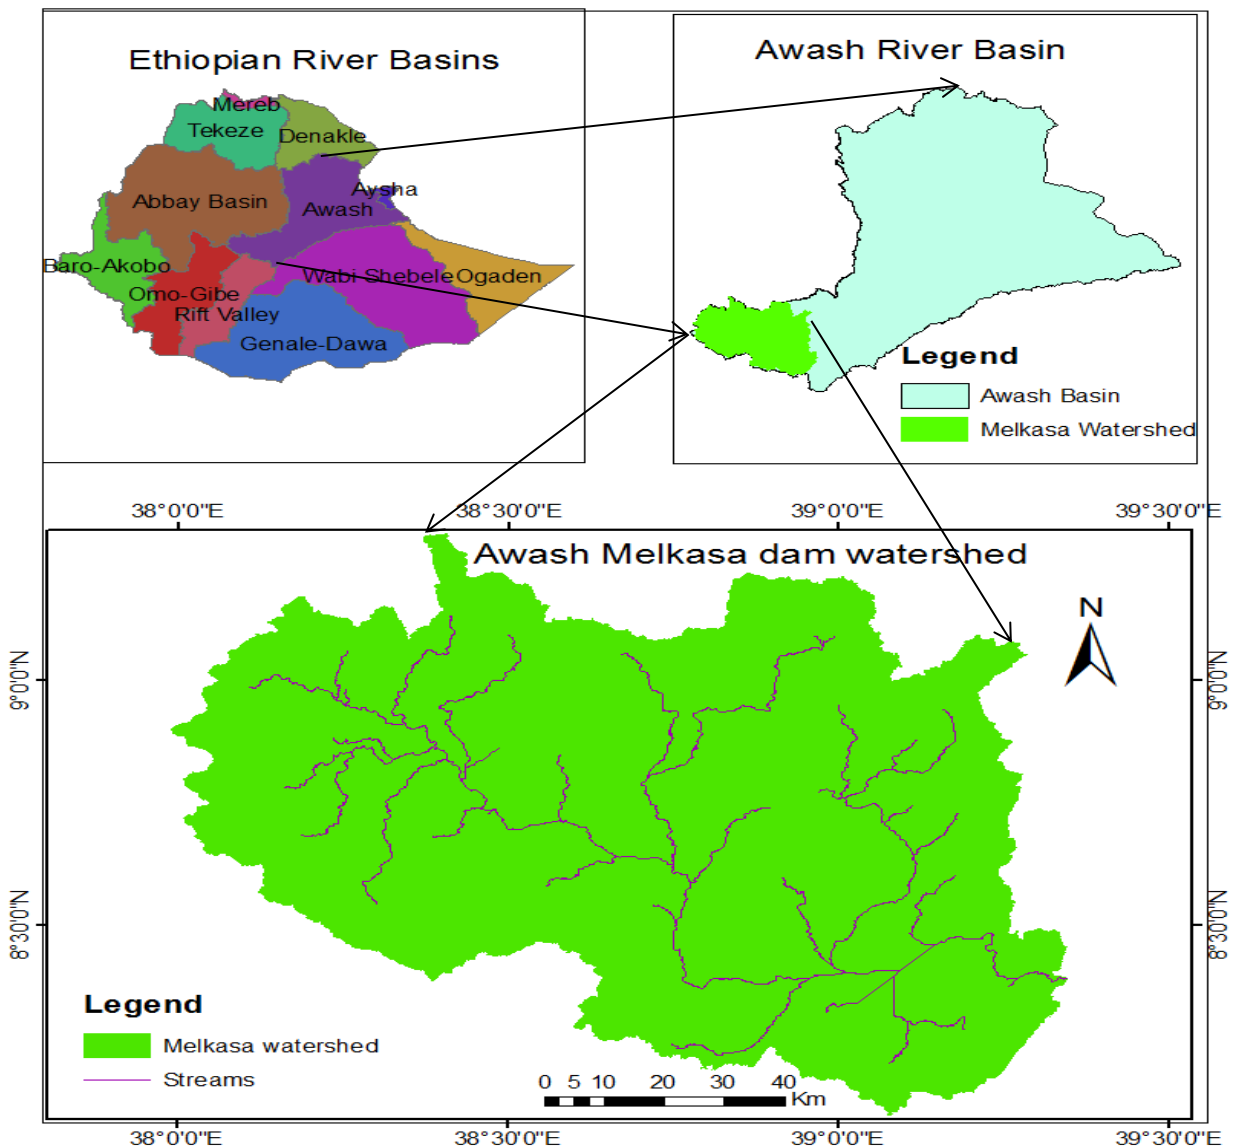 Ethiopian River Basins
Mereb
Tekeze
Denakle
Abbay Basin
Aysha
Awash
Baro-Akobo
Wabi-Shebele
Ogaden
Omo-Gibe
Rift Valley
Genale-Dawa
Awash River Basin
Legend
Awash Basin
Melkasa Watershed
38°0'0"E 38°30'0"E 39°0'0"E 39°30'0"E
Awash Melkasa dam watershed
N
9°0'0"N 9°0'0"N
8°30'0"N 8°30'0"N
Legend
Melkasa watershed
Streams
0 5 10 20 30 40
Km
38°0'0"E 38°30'0"E 39°0'0"E 39°30'0"E